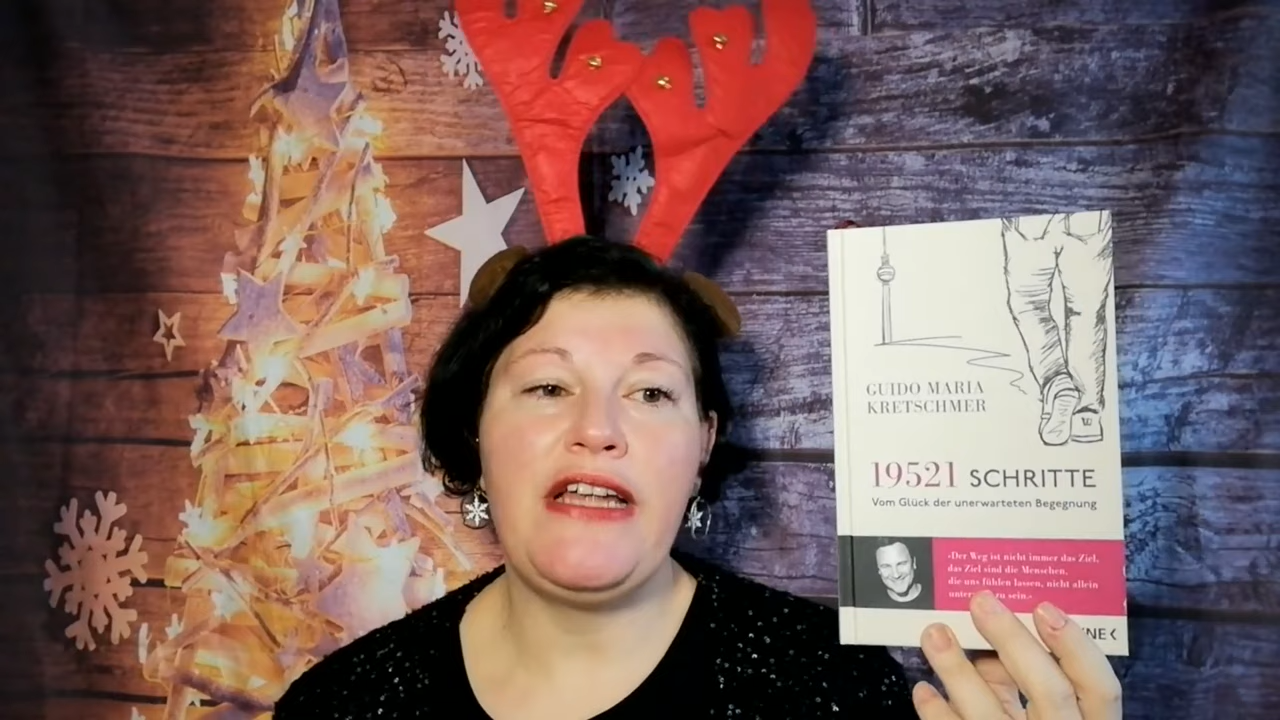 GUIDO MARIA
KRETSCHMER
19521 SCHRITTE
Vom Glück der unerwarteten Begegnung
»Der Weg ist nicht immer das Ziel,
das Ziel sind die Menschen,
die uns fühlen lassen, nicht allein
zu sein.«